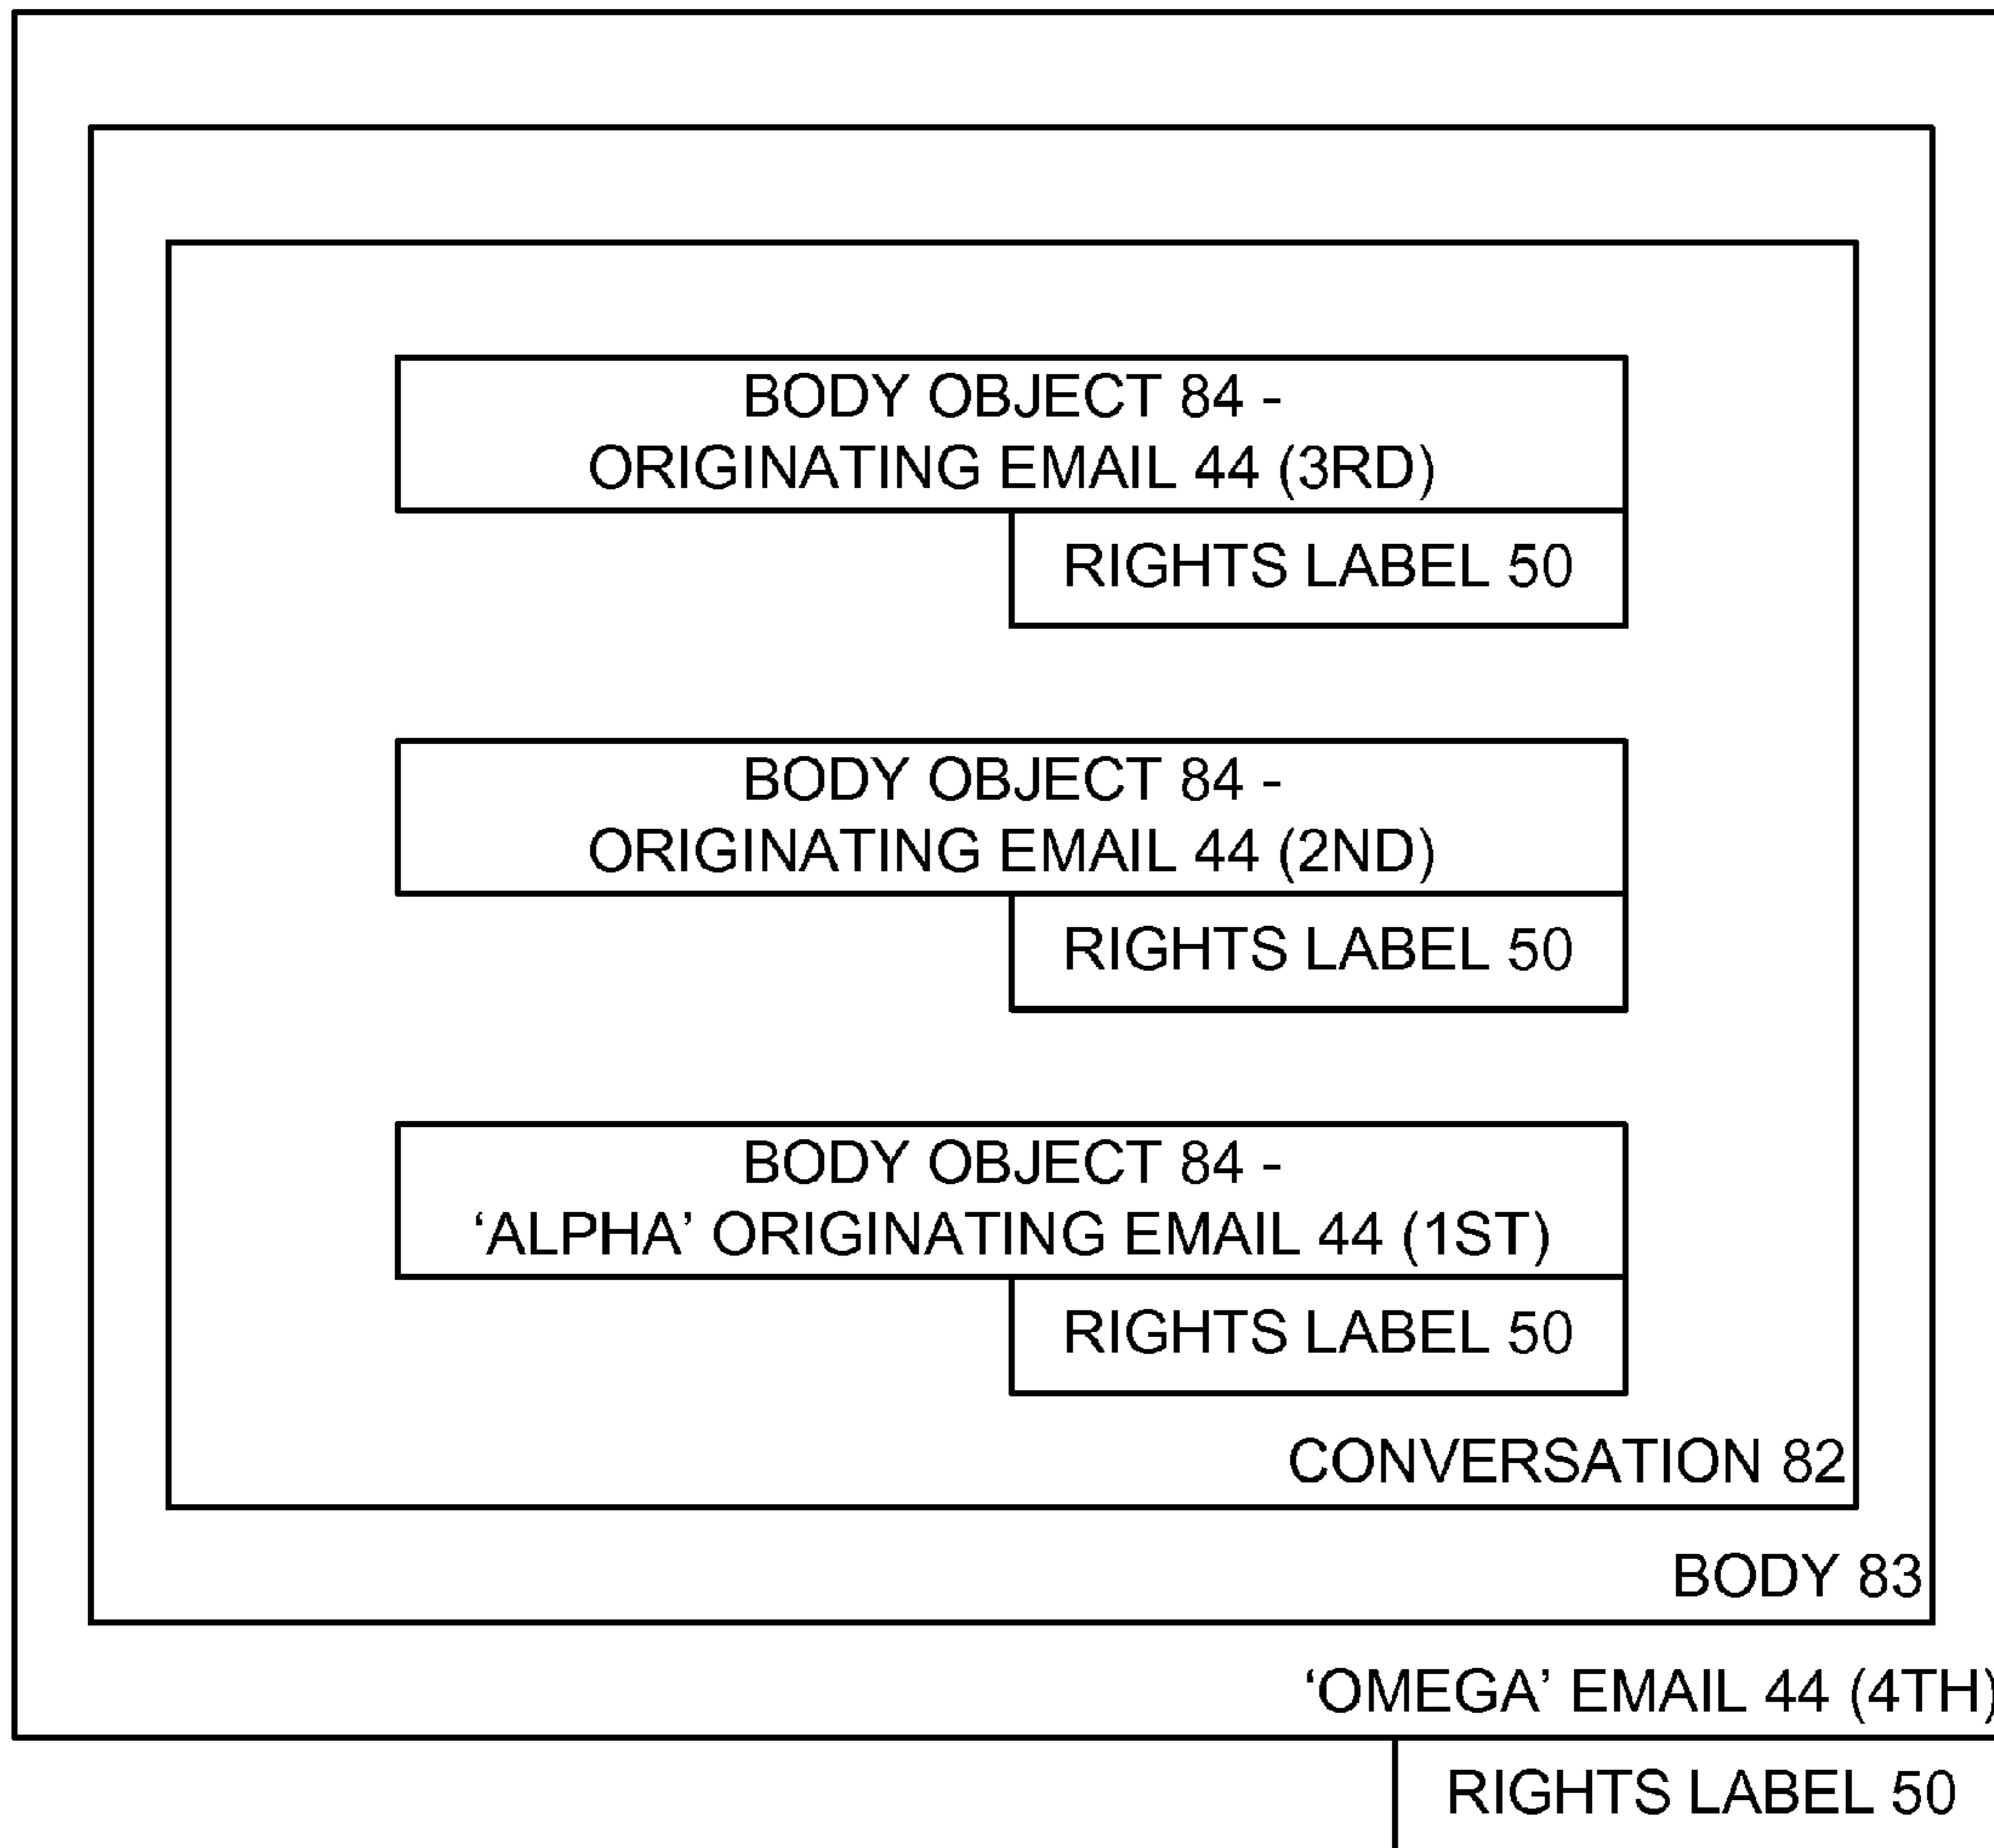 BODY OBJECT 84 -
ORIGINATING EMAIL 44 (3RD)
RIGHTS LABEL 50
BODY OBJECT 84 -
ORIGINATING EMAIL 44 (2ND)
RIGHTS LABEL 50
BODY OBJECT 84 -
‘ALPHA’ ORIGINATING EMAIL 44 (1ST)
RIGHTS LABEL 50
CONVERSATION 82
BODY 83
‘OMEGA’ EMAIL 44 (4TH)
RIGHTS LABEL 50